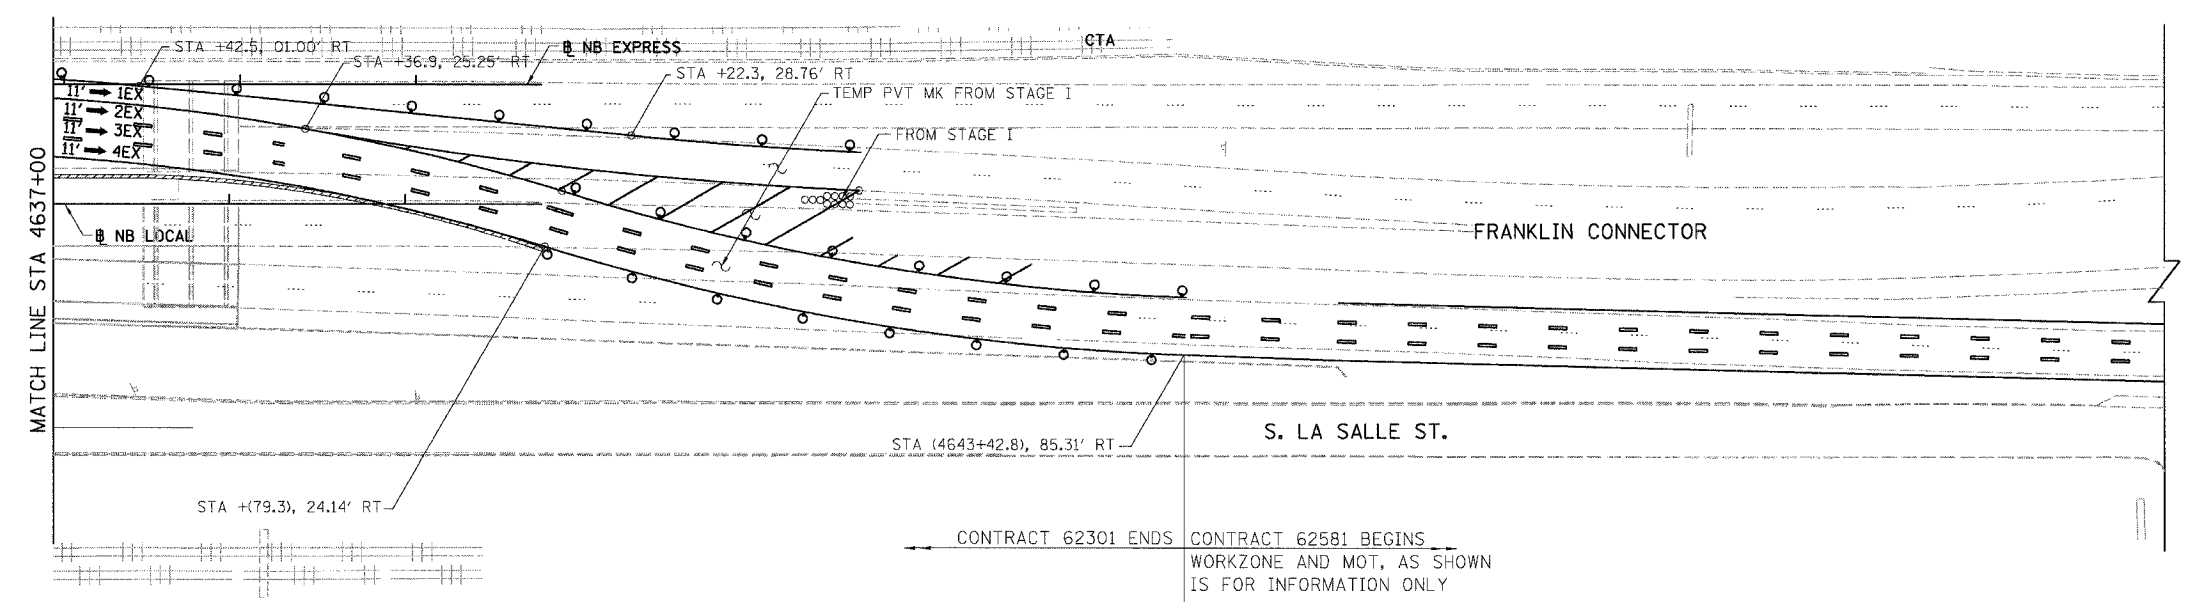 CTA
STA +42.5, 01.00' RT
℄ NB EXPRESS
STA +36.9, 25.25' RT
STA +22.3, 28.76' RT
TEMP PVT MK FROM STAGE I
FROM STAGE I
11' 1EX
11' 2EX
11' 3EX
11' 4EX
MATCH LINE STA 4637+00
NB LOCAL
FRANKLIN CONNECTOR
S. LA SALLE ST.
STA (4643+42.8), 85.31' RT
STA +(79.3), 24.14' RT
CONTRACT 62301 ENDS
CONTRACT 62581 BEGINS
WORKZONE AND MOT, AS SHOWN
IS FOR INFORMATION ONLY